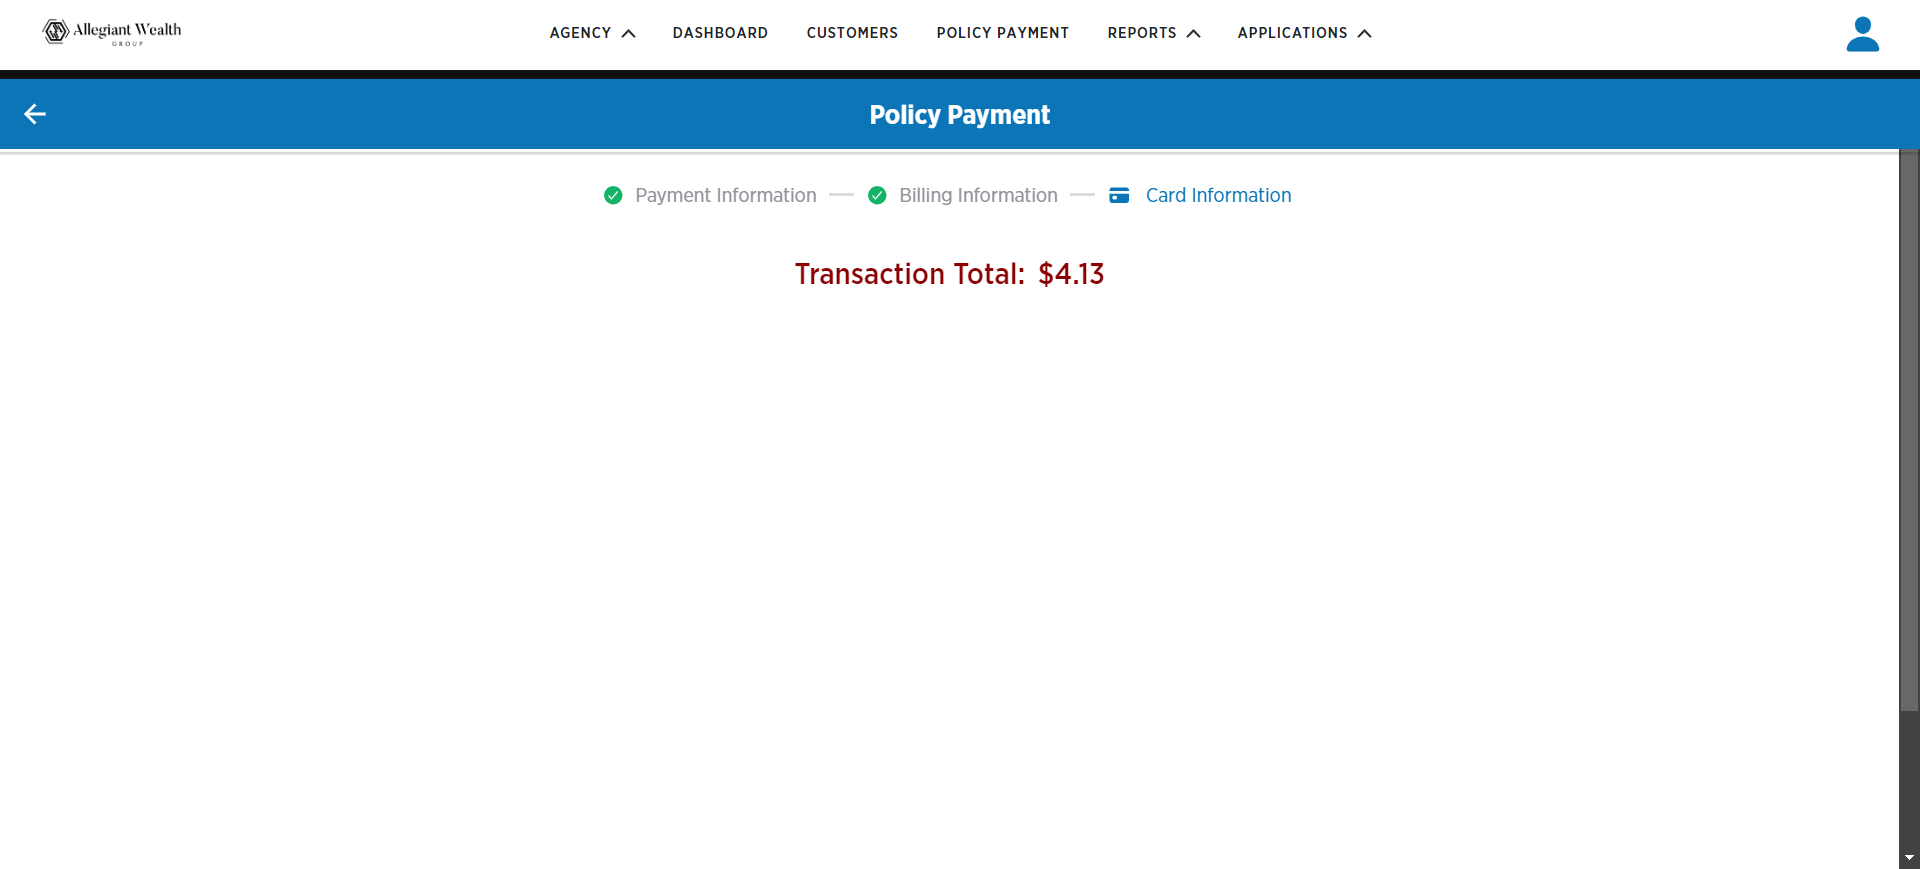 Allegiant Wealth
GROUP
AGENCY DASHBOARD CUSTOMERS POLICY PAYMENT REPORTS APPLICATIONS
Policy Payment
Payment Information Billing Information Card Information
Transaction Total: $4.13